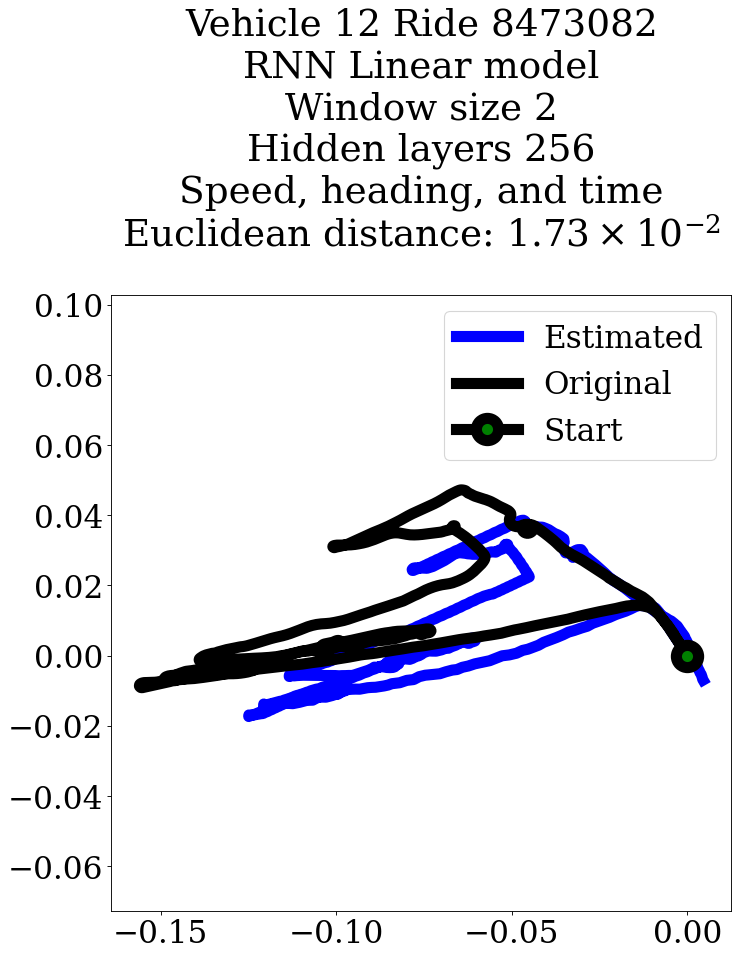 Vehicle 12 Ride 8473082
RNN Linear model
Window size 2
Hidden layers 256
Speed, heading, and time
Euclidean distance: 1.73 × 10⁻²
Estimated
Original
Start
0.10
0.08
0.06
0.04
0.02
0.00
−0.02
−0.04
−0.06
−0.15 −0.10 −0.05 0.00